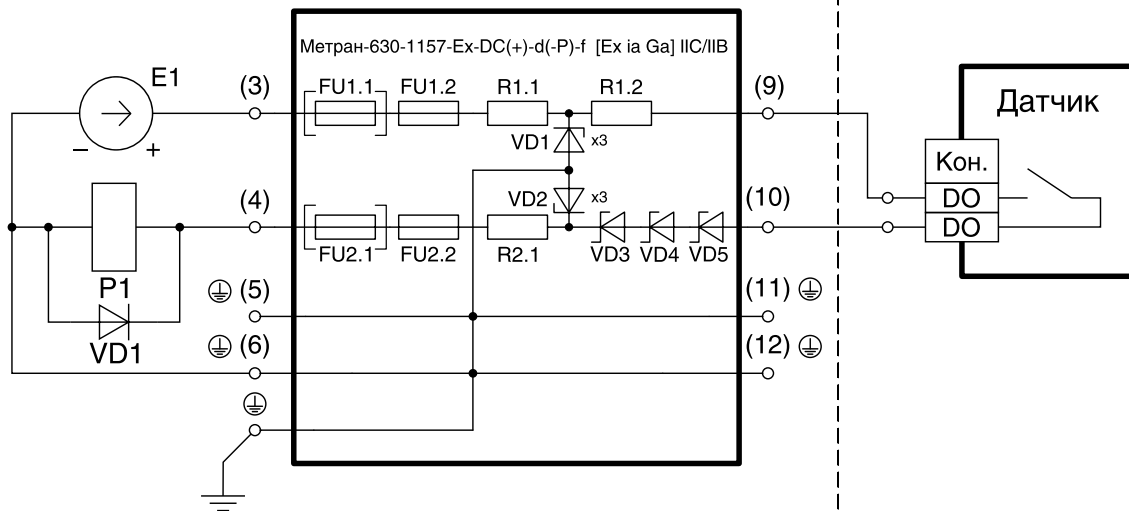 Метран-630-1157-Ex-DC(+)-d(-P)-f [Ex ia Ga] IIC/IIB
E1
(3)
FU1.1
FU1.2
R1.1
R1.2
(9)
Датчик
− +
VD1 x3
Кон.
VD2 x3
(4)
(10)
DO
DO
FU2.1
FU2.2
R2.1
VD3
VD4
VD5
P1
(5)
(11)
VD1
(6)
(12)